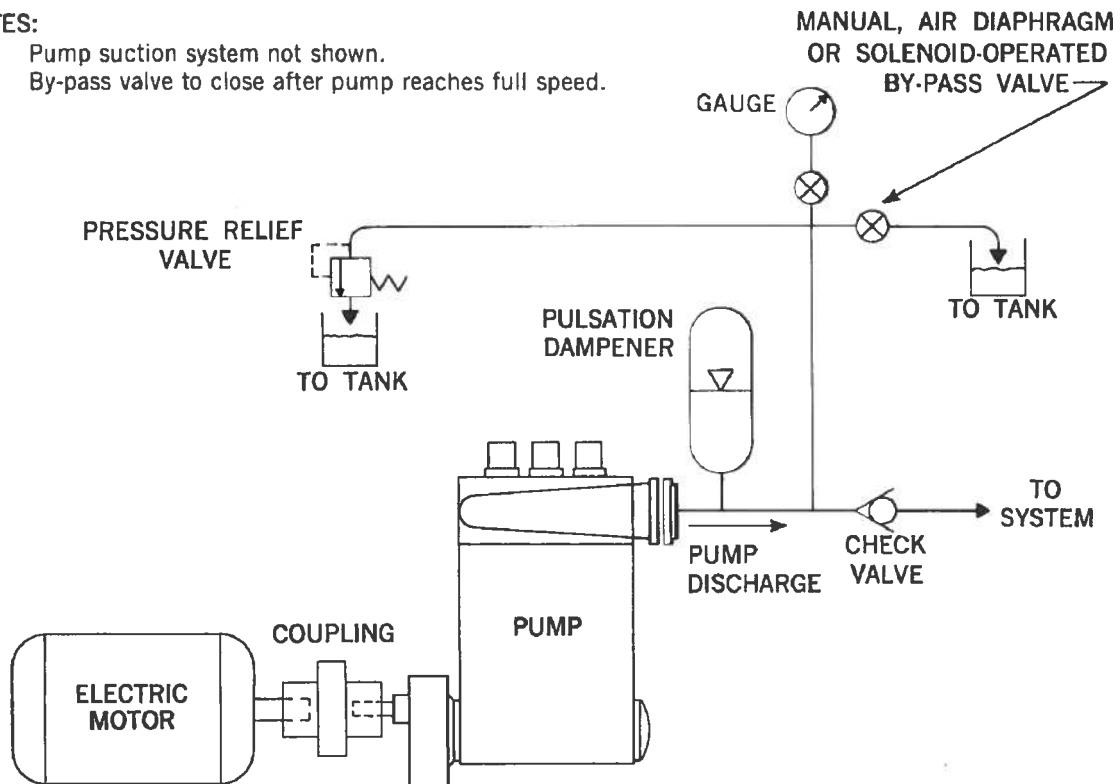 TES:
Pump suction system not shown.
By-pass valve to close after pump reaches full speed.
MANUAL, AIR DIAPHRAGM
OR SOLENOID-OPERATED
BY-PASS VALVE
GAUGE
PRESSURE RELIEF
VALVE
TO TANK
TO TANK
PULSATION
DAMPENER
TO
SYSTEM
PUMP
DISCHARGE
CHECK
VALVE
PUMP
COUPLING
ELECTRIC
MOTOR